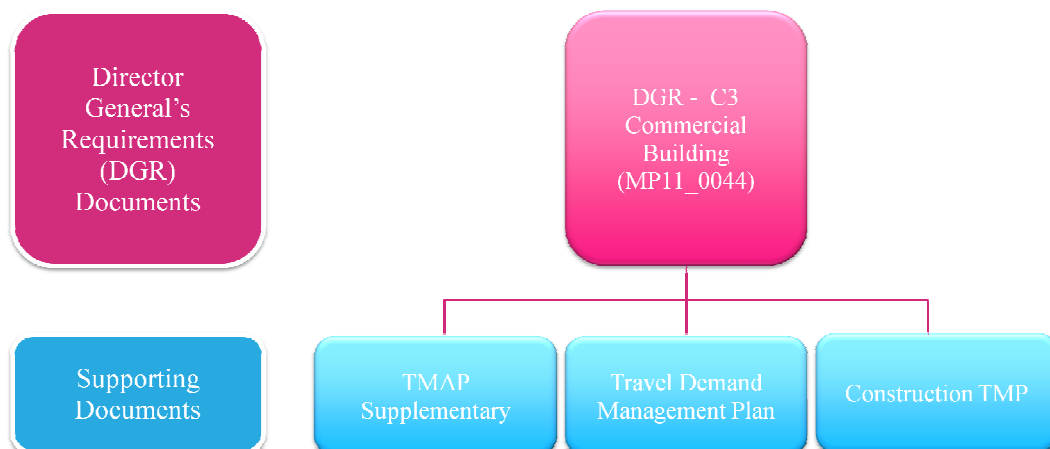 Director
General’s
Requirements
(DGR)
Documents
DGR - C3
Commercial
Building
(MP11_0044)
Supporting
Documents
TMAP
Supplementary
Travel Demand
Management Plan
Construction TMP